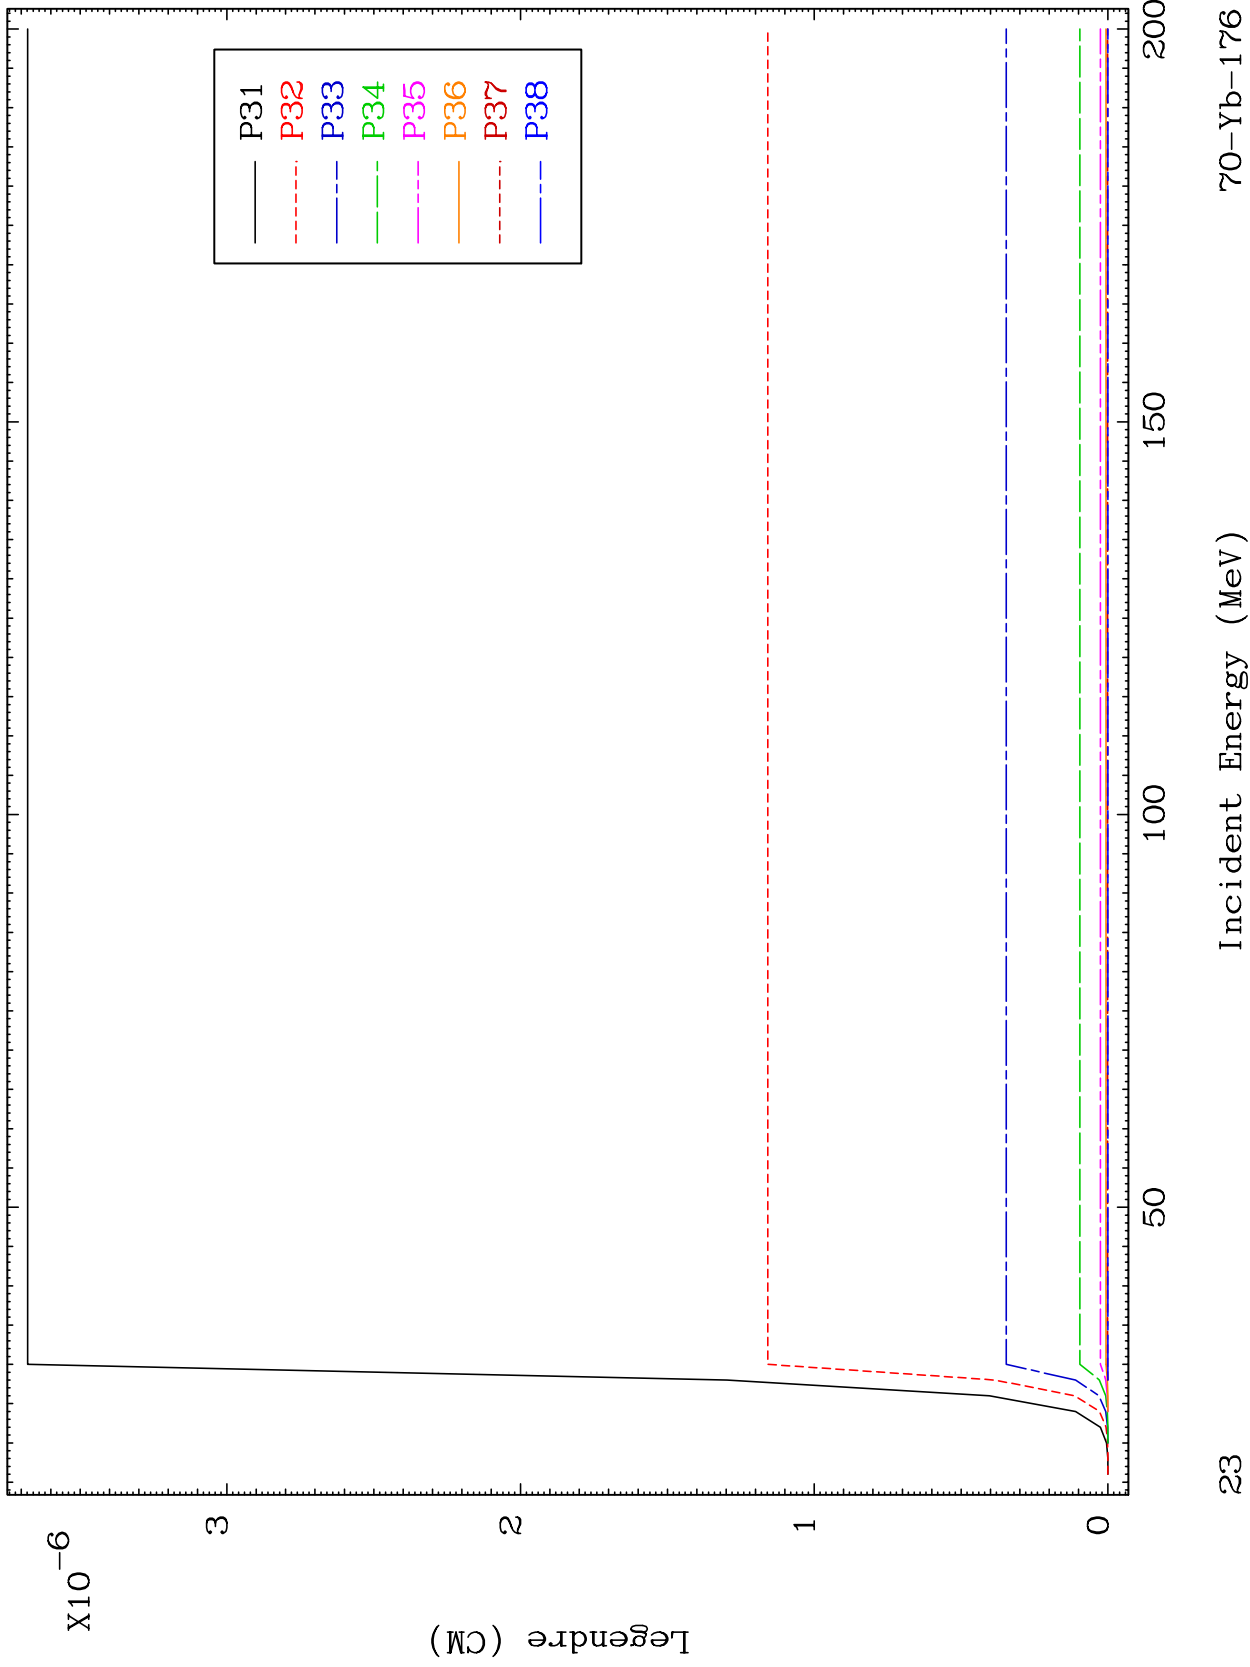 X10⁻⁶
Legendre (CM)
3
2
1
0
50
100
150
200
P31
P32
P33
P34
P35
P36
P37
P38
23
Incident Energy (MeV)
70-Yb-176